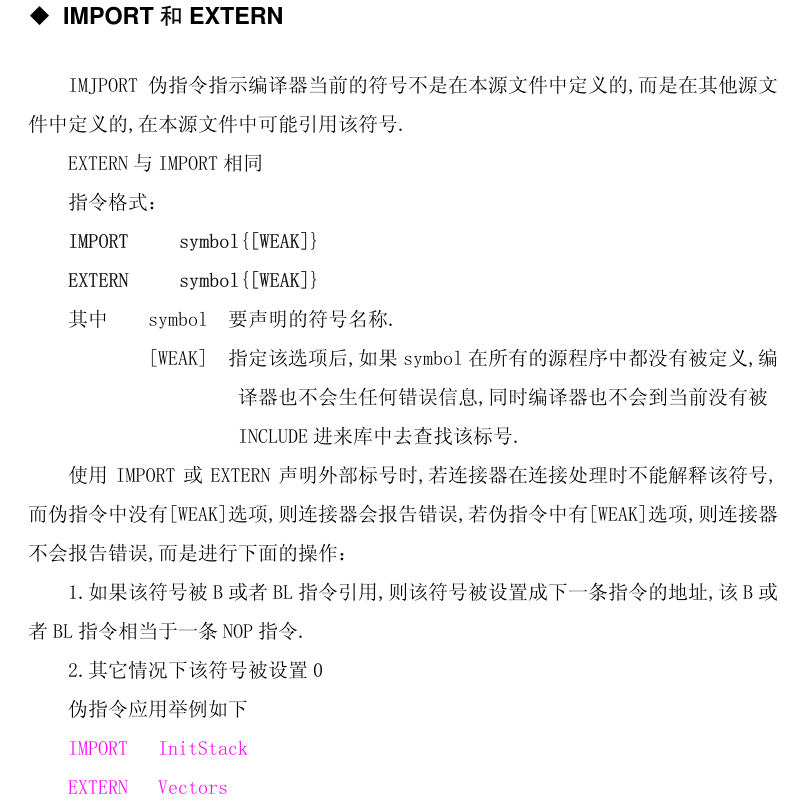 ◆ IMPORT 和 EXTERN
IMJPORT 伪指令指示编译器当前的符号不是在本源文件中定义的,而是在其他源文
件中定义的,在本源文件中可能引用该符号.
EXTERN 与 IMPORT 相同
指令格式:
IMPORT symbol{[WEAK]}
EXTERN symbol{[WEAK]}
其中 symbol 要声明的符号名称.
[WEAK] 指定该选项后,如果 symbol 在所有的源程序中都没有被定义,编
译器也不会生任何错误信息,同时编译器也不会到当前没有被
INCLUDE 进来库中去查找该标号.
使用 IMPORT 或 EXTERN 声明外部标号时,若连接器在连接处理时不能解释该符号,
而伪指令中没有[WEAK]选项,则连接器会报告错误,若伪指令中有[WEAK]选项,则连接器
不会报告错误,而是进行下面的操作:
1.如果该符号被 B 或者 BL 指令引用,则该符号被设置成下一条指令的地址,该 B 或
者 BL 指令相当于一条 NOP 指令.
2.其它情况下该符号被设置 0
伪指令应用举例如下
IMPORT InitStack
EXTERN Vectors